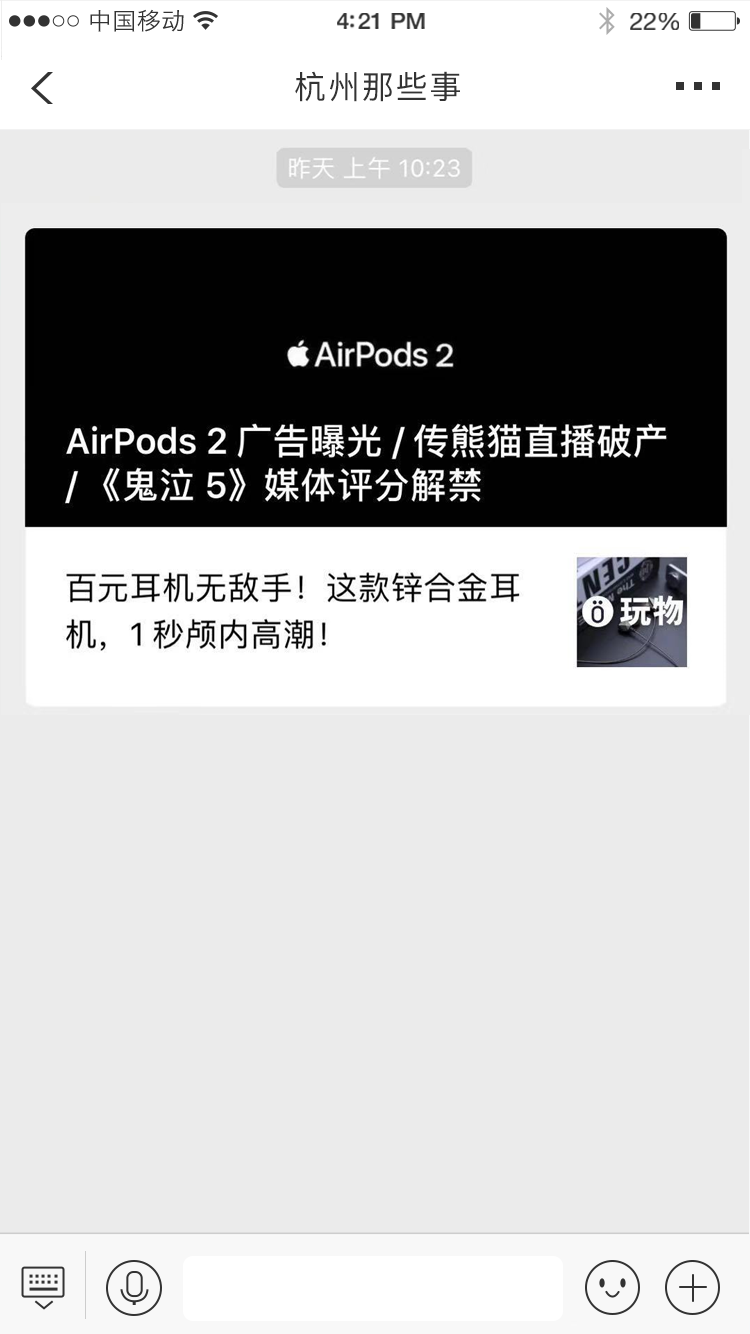 中国移动
4:21 PM
22%
杭州那些事
昨天 上午 10:23
AirPods 2
AirPods 2 广告曝光 / 传熊猫直播破产
/ 《鬼泣 5》媒体评分解禁
百元耳机无敌手！这款锌合金耳
机，1 秒颅内高潮！
玩物